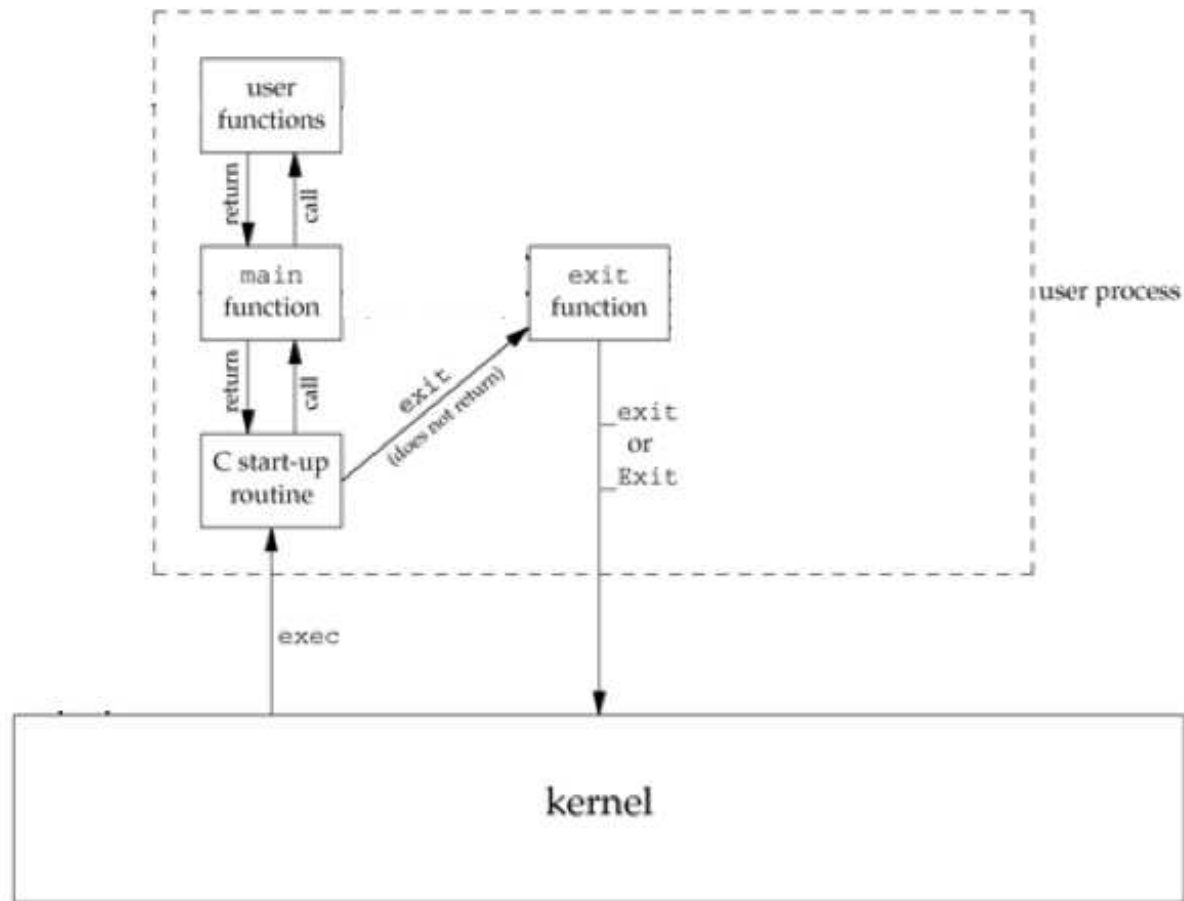 user
functions
return
call
main
function
exit
function
user process
return
call
exit
(does not return)
_exit
or
_Exit
C start-up
routine
exec
kernel